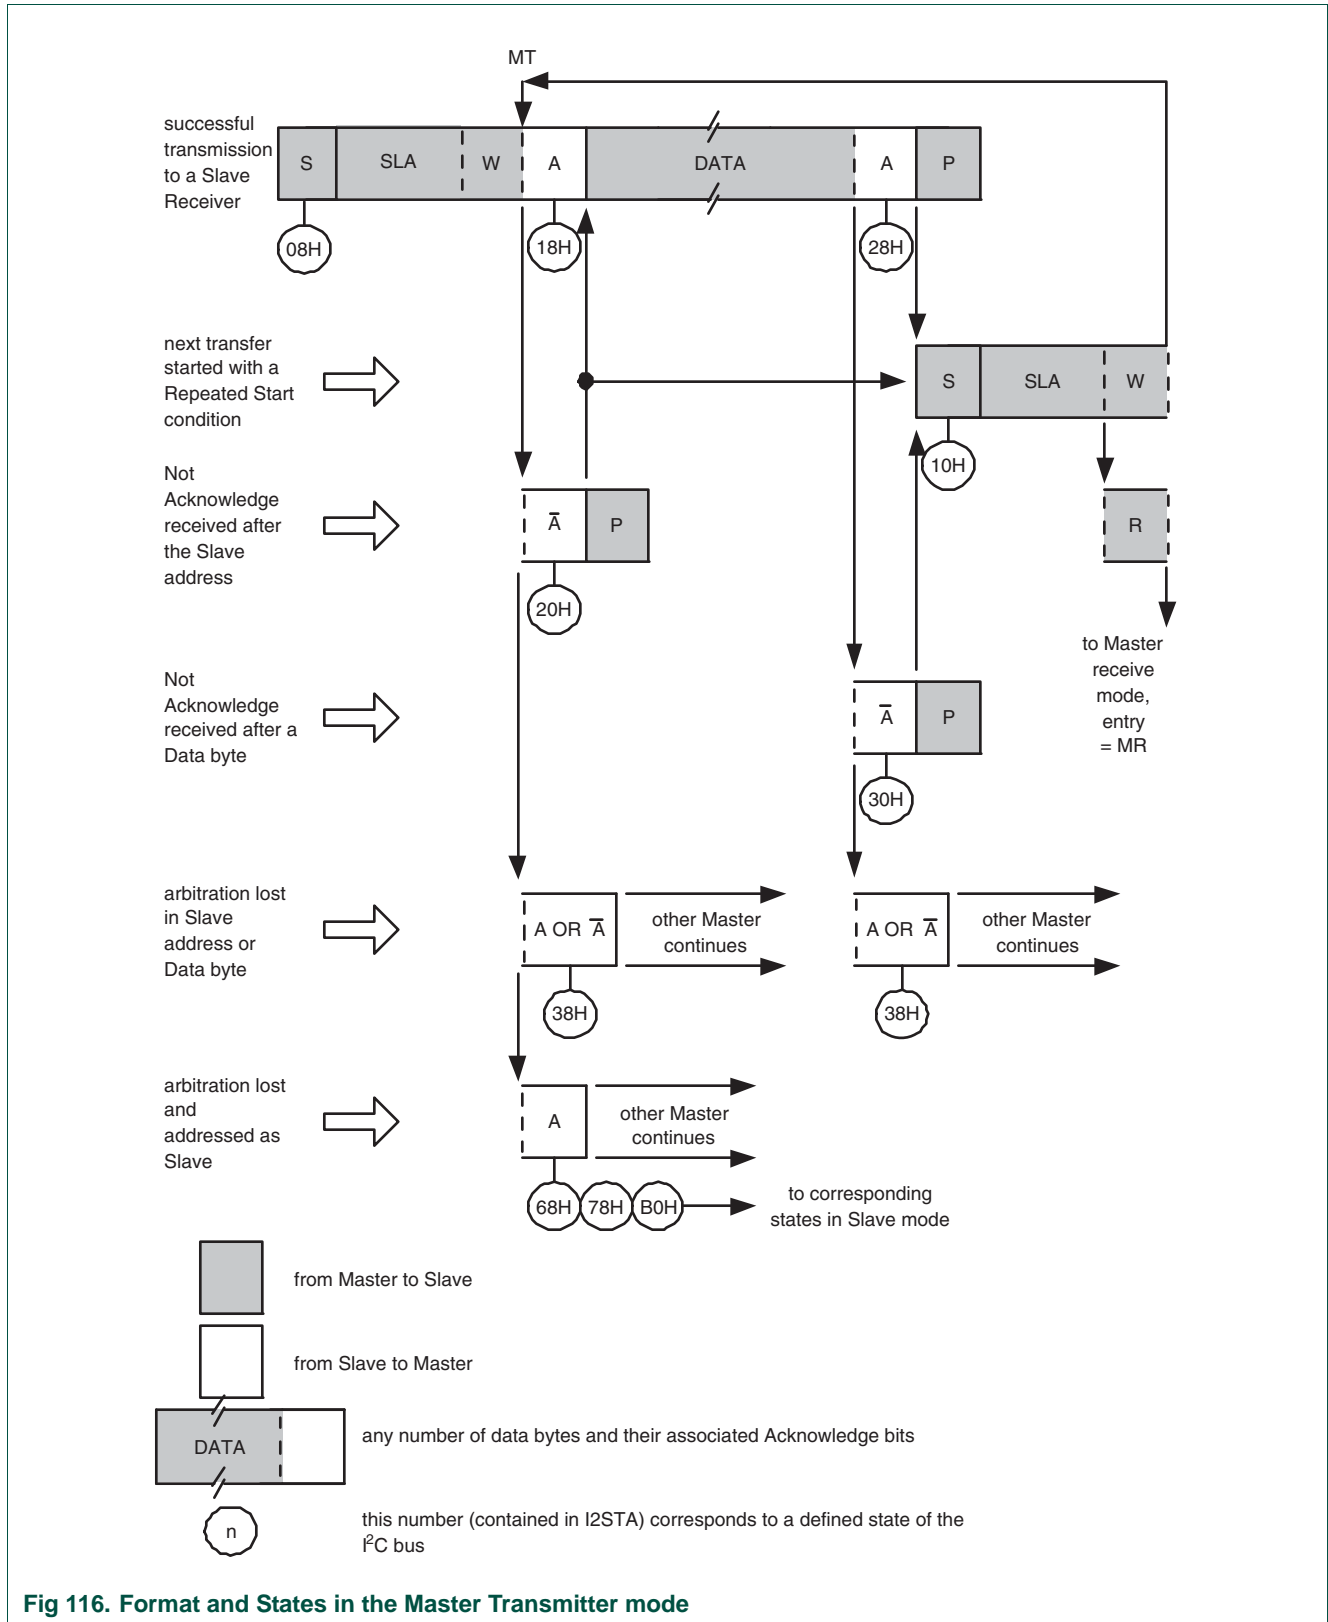 MT
successful
transmission
to a Slave
Receiver
S
SLA
W
A
DATA
A
P
08H
18H
28H
next transfer
started with a
Repeated Start
condition
S
SLA
W
10H
Not
Acknowledge
received after
the Slave
address
Ā
P
R
20H
to Master
receive
mode,
entry
= MR
Not
Acknowledge
received after a
Data byte
Ā
P
30H
arbitration lost
in Slave
address or
Data byte
A OR Ā
other Master
continues
A OR Ā
other Master
continues
38H
38H
arbitration lost
and
addressed as
Slave
A
other Master
continues
68H
78H
B0H
to corresponding
states in Slave mode
from Master to Slave
from Slave to Master
DATA
any number of data bytes and their associated Acknowledge bits
n
this number (contained in I2STA) corresponds to a defined state of the
I²C bus
Fig 116. Format and States in the Master Transmitter mode